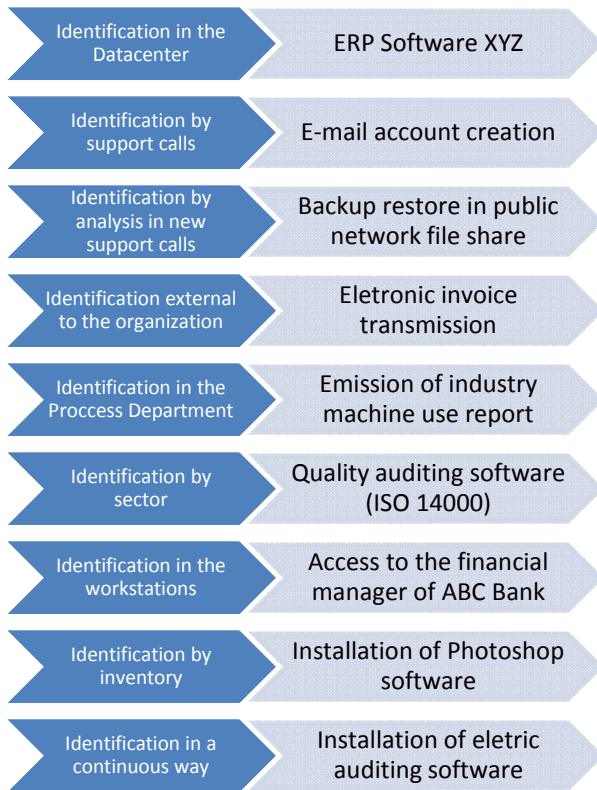 Identification in the
Datacenter
ERP Software XYZ
Identification by
support calls
E-mail account creation
Identification by
analysis in new
support calls
Backup restore in public
network file share
Identification external
to the organization
Eletronic invoice
transmission
Identification in the
Proccess Department
Emission of industry
machine use report
Identification by
sector
Quality auditing software
(ISO 14000)
Identification in the
workstations
Access to the financial
manager of ABC Bank
Identification by
inventory
Installation of Photoshop
software
Identification in a
continuous way
Installation of eletric
auditing software